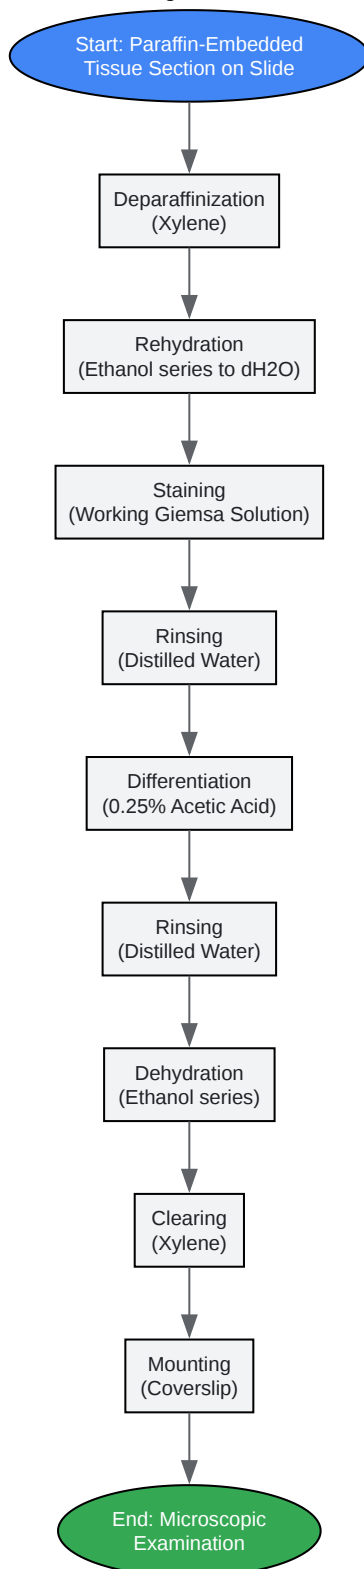 Start: Paraffin-Embedded
Tissue Section on Slide
Deparaffinization
(Xylene)
Rehydration
(Ethanol series to dH2O)
Staining
(Working Giemsa Solution)
Rinsing
(Distilled Water)
Differentiation
(0.25% Acetic Acid)
Rinsing
(Distilled Water)
Dehydration
(Ethanol series)
Clearing
(Xylene)
Mounting
(Coverslip)
End: Microscopic
Examination